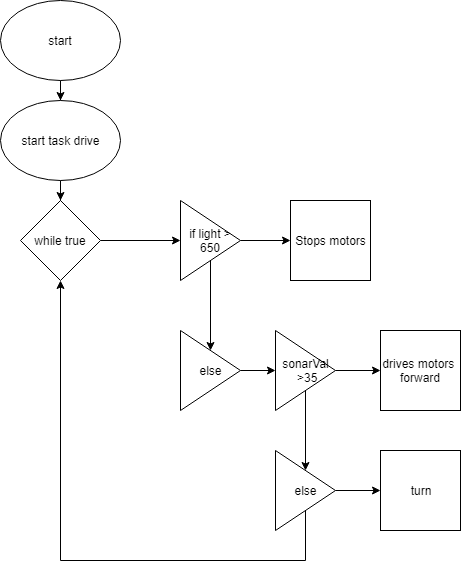 start
start task drive
while true
if light >
650
Stops motors
else
sonarVal
>35
drives motors
forward
else
turn